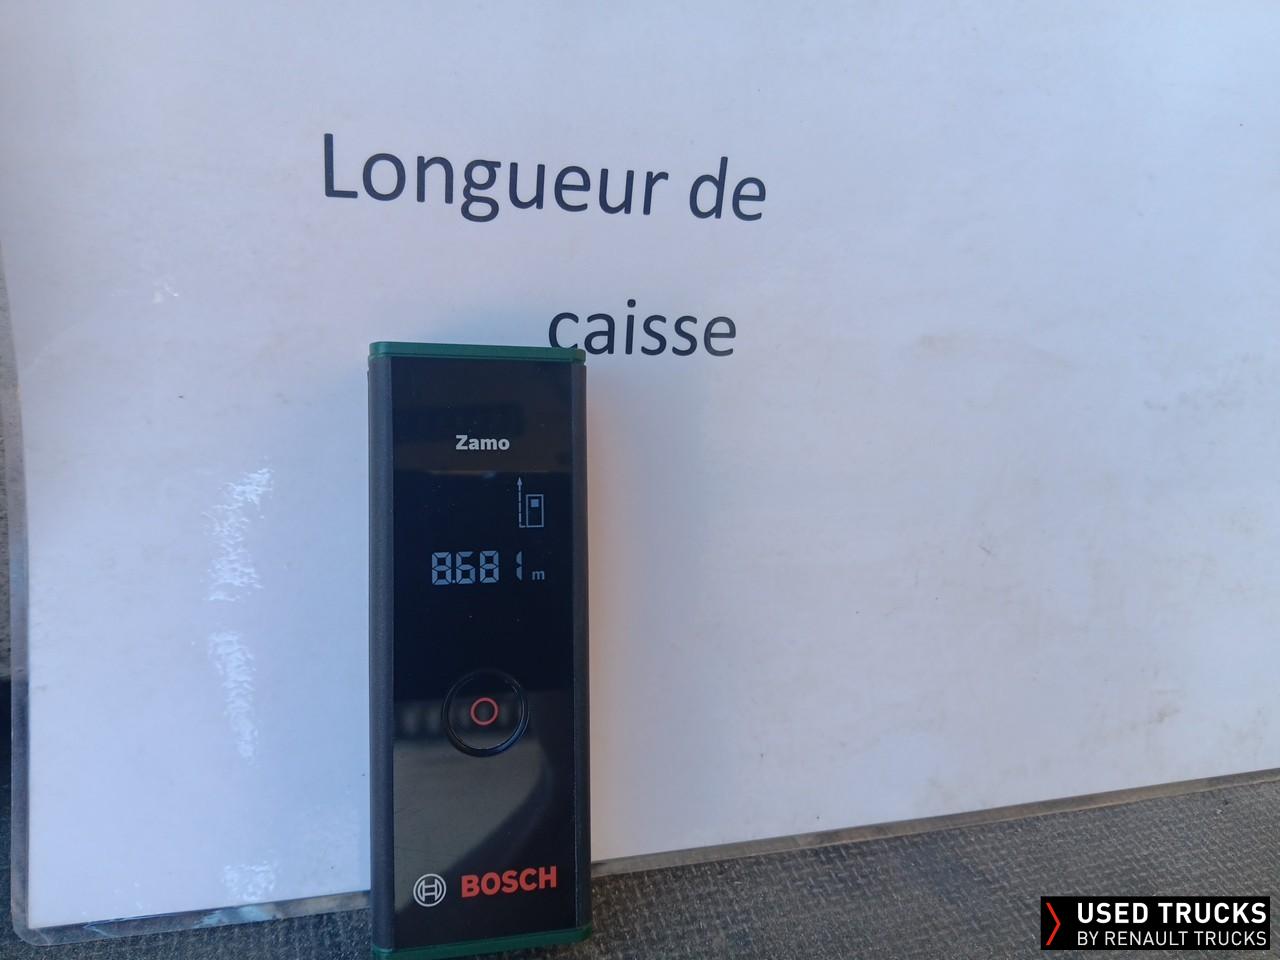 Longueur de
caisse
Zamo
8.681 m
BOSCH
USED TRUCKS
BY RENAULT TRUCKS